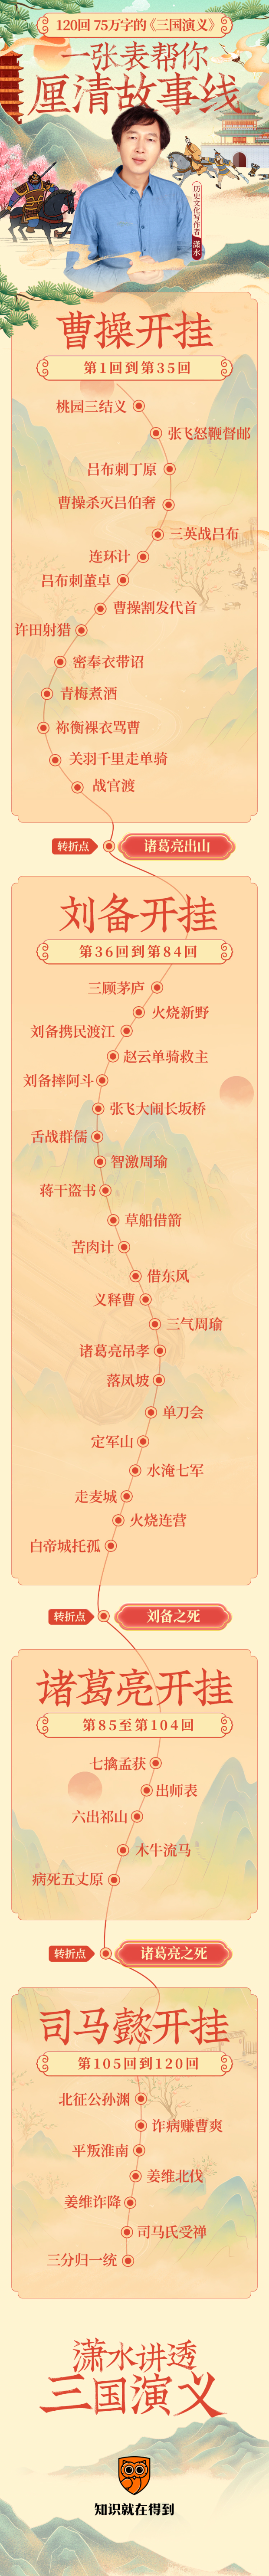 120回 75万字的《三国演义》
一张表帮你
厘清故事线
历史文化写作者 潇水
曹操开挂
第1回到第35回
桃园三结义
张飞怒鞭督邮
吕布刺丁原
曹操杀灭吕伯奢
三英战吕布
连环计
吕布刺董卓
曹操割发代首
许田射猎
密奉衣带诏
青梅煮酒
祢衡裸衣骂曹
关羽千里走单骑
战官渡
转折点
诸葛亮出山
刘备开挂
第36回到第84回
三顾茅庐
火烧新野
刘备携民渡江
赵云单骑救主
刘备摔阿斗
张飞大闹长坂桥
舌战群儒
智激周瑜
蒋干盗书
草船借箭
苦肉计
借东风
义释曹
三气周瑜
诸葛亮吊孝
落凤坡
单刀会
定军山
水淹七军
走麦城
火烧连营
白帝城托孤
转折点
刘备之死
诸葛亮开挂
第85至第104回
七擒孟获
出师表
六出祁山
木牛流马
病死五丈原
转折点
诸葛亮之死
司马懿开挂
第105回到120回
北征公孙渊
诈病赚曹爽
平叛淮南
姜维北伐
姜维诈降
司马氏受禅
三分归一统
潇水讲透
三国演义
知识就在得到